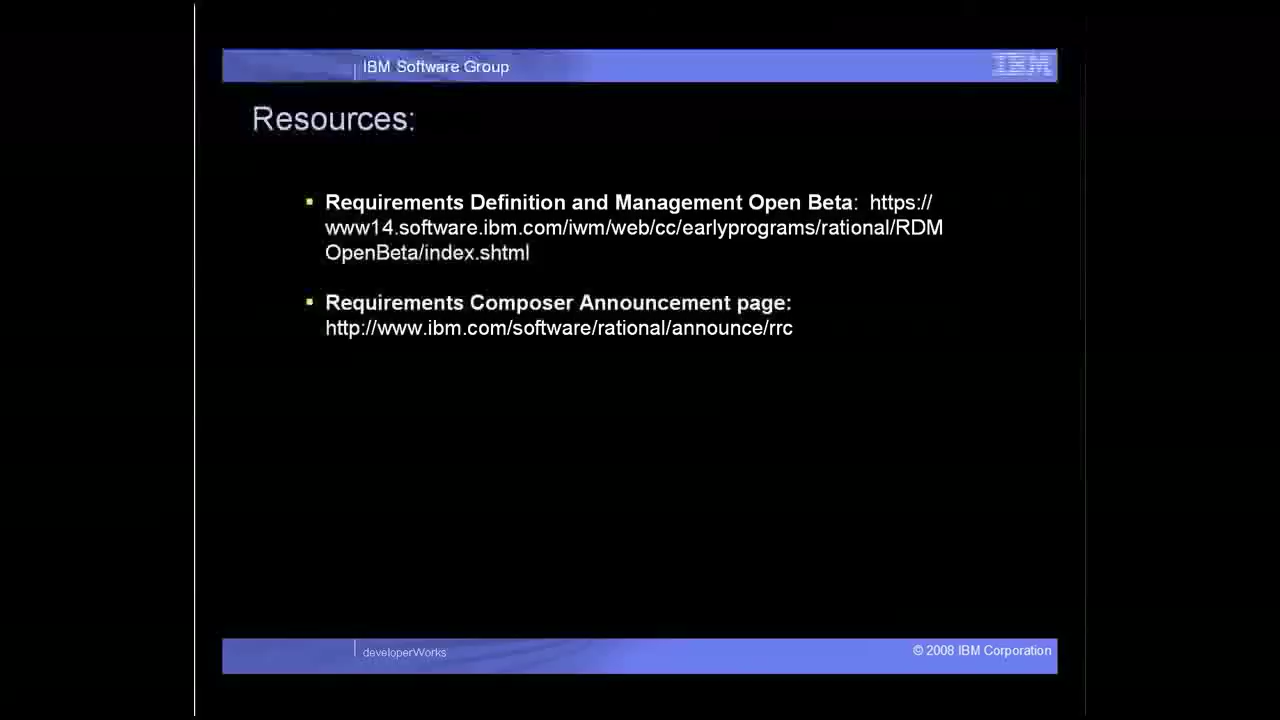 IBM Software Group
IBM
Resources:
▪ Requirements Definition and Management Open Beta: https://
www14.software.ibm.com/iwm/web/cc/earlyprograms/rational/RDM
OpenBeta/index.shtml
▪ Requirements Composer Announcement page:
http://www.ibm.com/software/rational/announce/rrc
developerWorks
© 2008 IBM Corporation